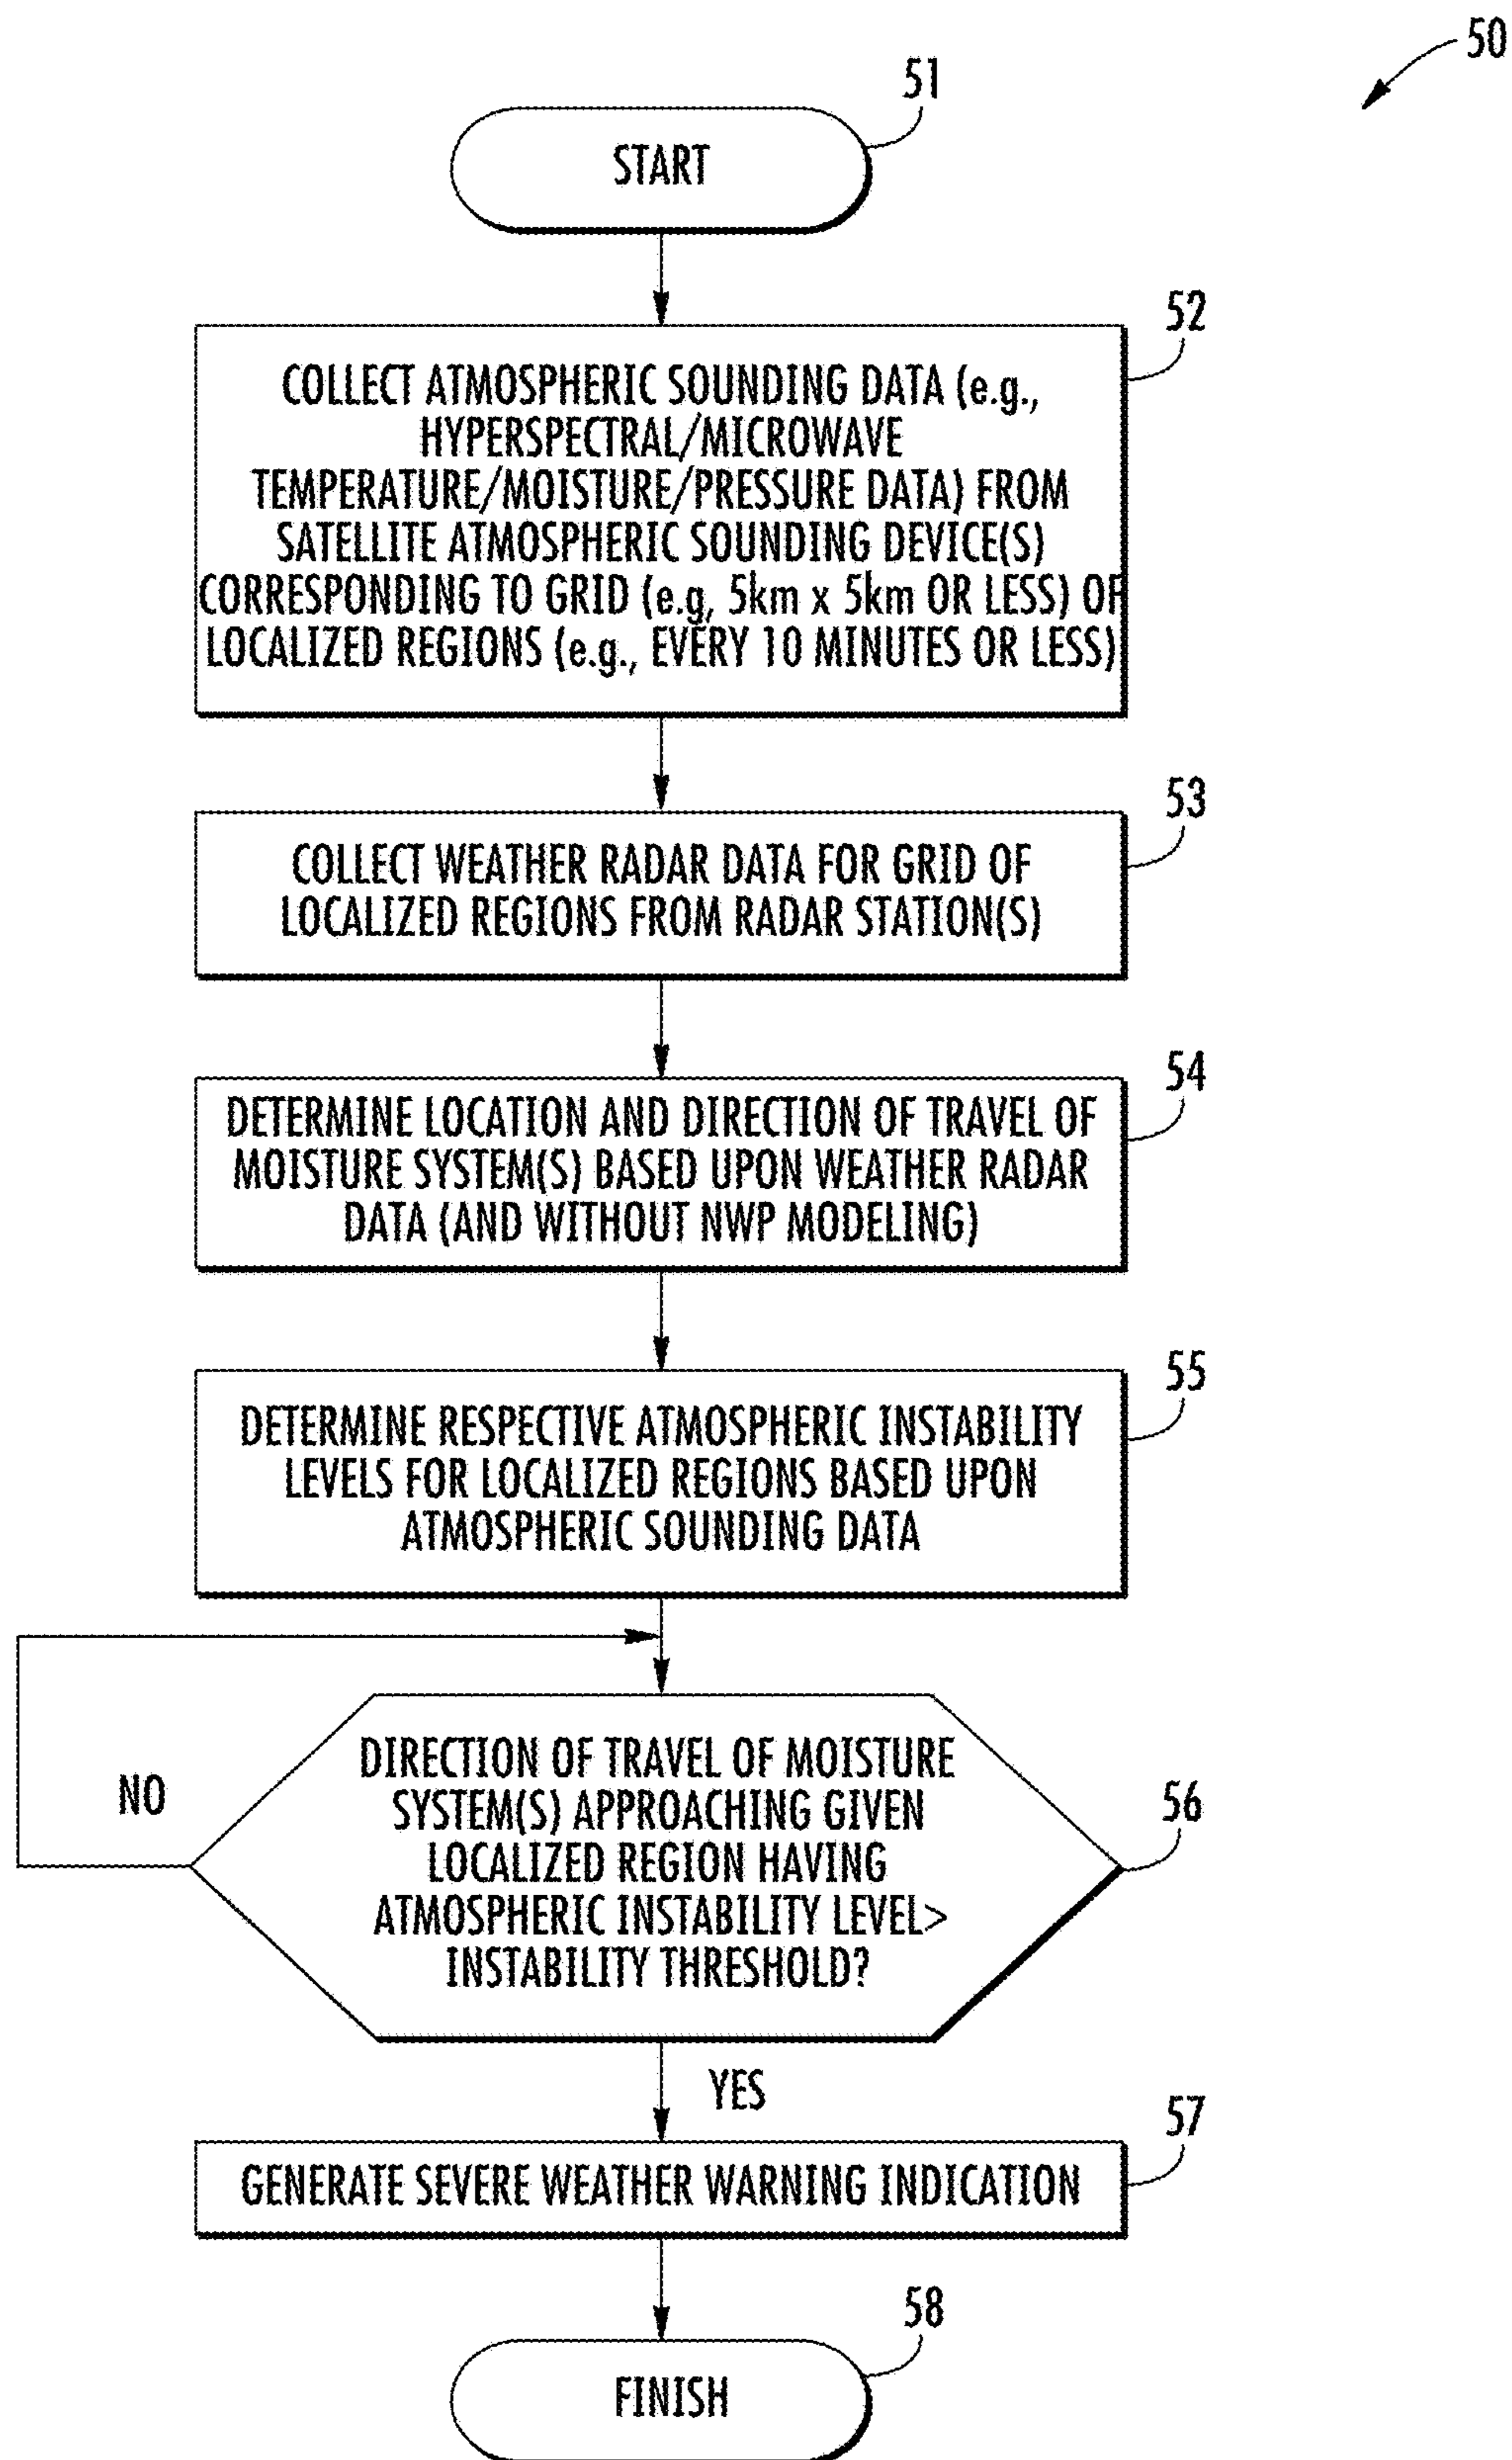 50
51
START
52
COLLECT ATMOSPHERIC SOUNDING DATA (e.g.,
HYPERSPECTRAL/MICROWAVE
TEMPERATURE/MOISTURE/PRESSURE DATA) FROM
SATELLITE ATMOSPHERIC SOUNDING DEVICE(S)
CORRESPONDING TO GRID (e.g, 5km x 5km OR LESS) OF
LOCALIZED REGIONS (e.g., EVERY 10 MINUTES OR LESS)
53
COLLECT WEATHER RADAR DATA FOR GRID OF
LOCALIZED REGIONS FROM RADAR STATION(S)
54
DETERMINE LOCATION AND DIRECTION OF TRAVEL OF
MOISTURE SYSTEM(S) BASED UPON WEATHER RADAR
DATA (AND WITHOUT NWP MODELING)
55
DETERMINE RESPECTIVE ATMOSPHERIC INSTABILITY
LEVELS FOR LOCALIZED REGIONS BASED UPON
ATMOSPHERIC SOUNDING DATA
NO
DIRECTION OF TRAVEL OF MOISTURE
SYSTEM(S) APPROACHING GIVEN
LOCALIZED REGION HAVING
ATMOSPHERIC INSTABILITY LEVEL>
INSTABILITY THRESHOLD?
56
YES
57
GENERATE SEVERE WEATHER WARNING INDICATION
58
FINISH